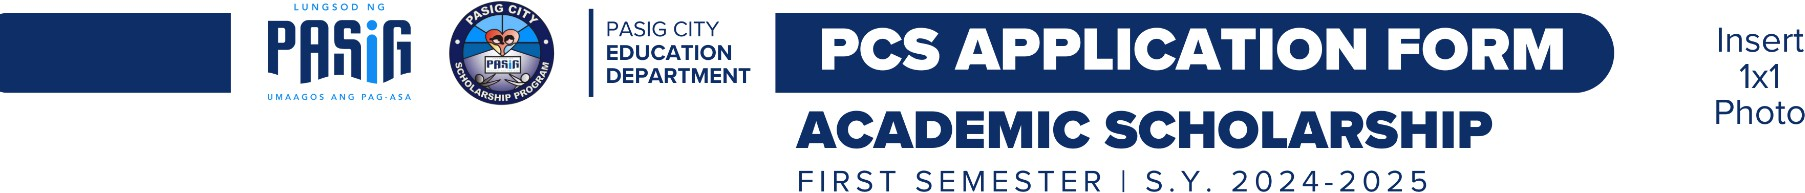 LUNGSOD NG
PASIG
UMAAGOS ANG PAG-ASA
PASIG CITY
PASIG
SCHOLARSHIP PROGRAM
PASIG CITY
EDUCATION
DEPARTMENT
PCS APPLICATION FORM
ACADEMIC SCHOLARSHIP
FIRST SEMESTER | S.Y. 2024-2025
Insert
1x1
Photo